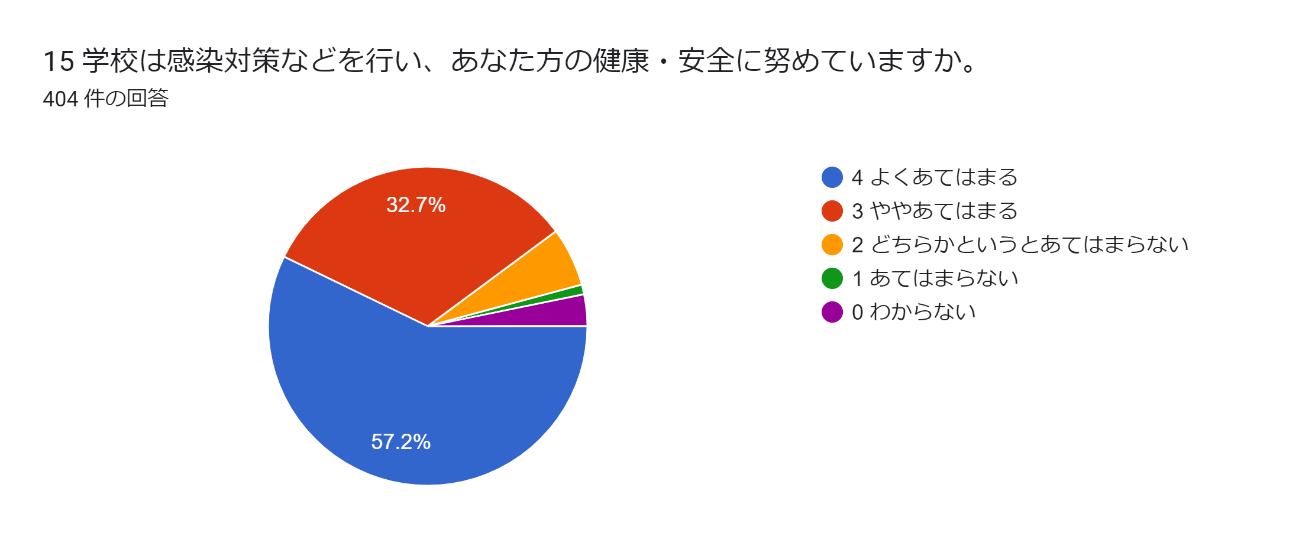 15 学校は感染対策などを行い、あなた方の健康・安全に努めていますか。
404 件の回答
32.7%
57.2%
4 よくあてはまる
3 ややあてはまる
2 どちらかというとあてはまらない
1 あてはまらない
0 わからない